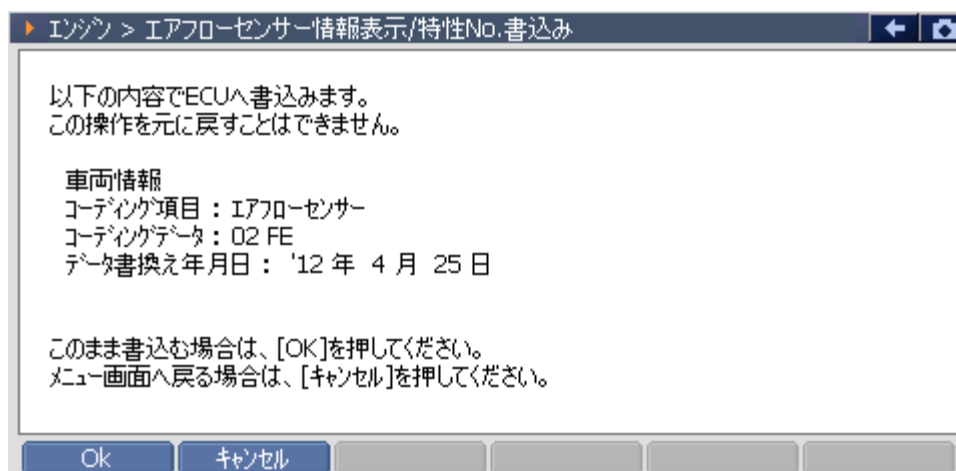 エンジン > エアフローセンサー情報表示/特性No.書込み
以下の内容でECUへ書込みます。
この操作を元に戻すことはできません。
車両情報
コーディング項目 : エアフローセンサー
コーディングデータ : 02 FE
データ書換え年月日 : '12 年 4 月 25 日
このまま書込む場合は、[OK]を押してください。
メニュー画面へ戻る場合は、[キャンセル]を押してください。
Ok キャンセル